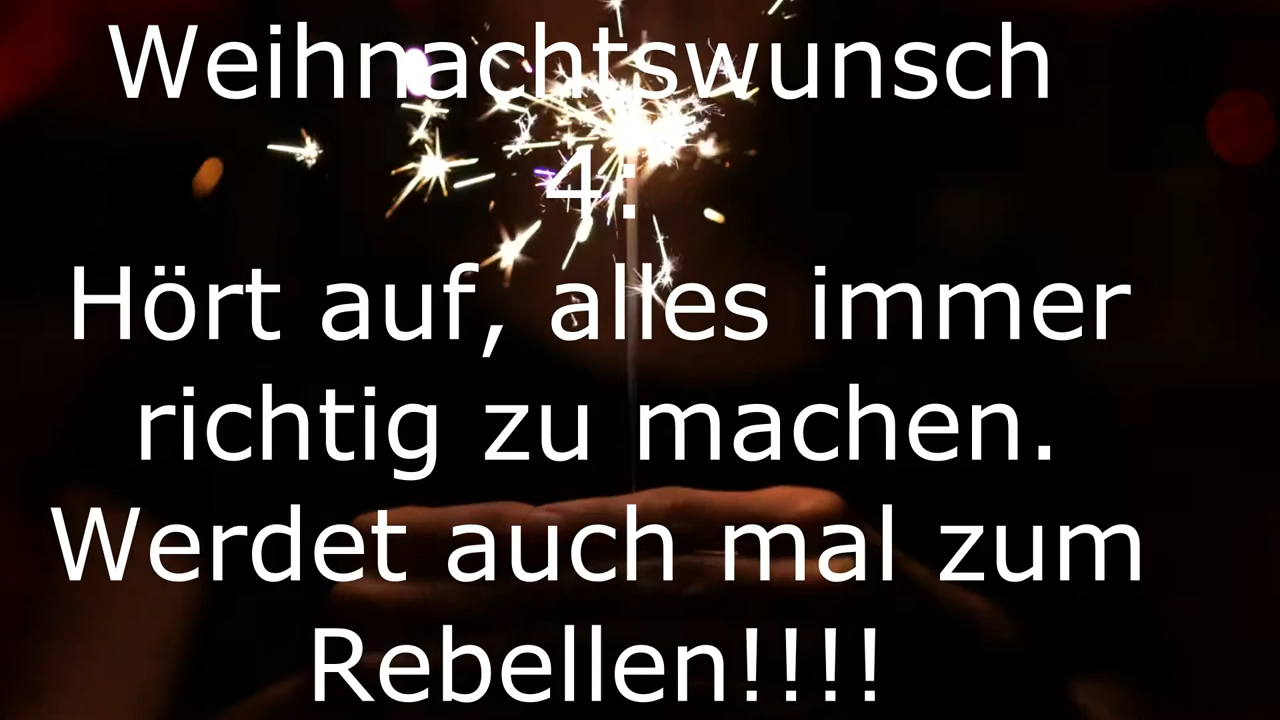 Weihnachtswunsch
4:
Hört auf, alles immer
richtig zu machen.
Werdet auch mal zum
Rebellen!!!!